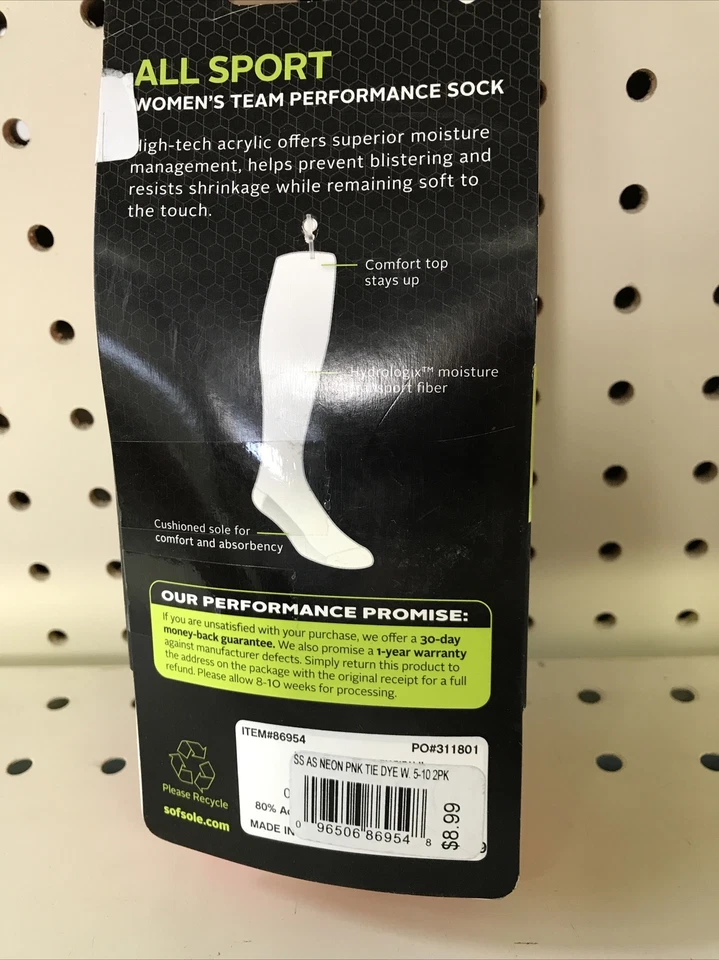 ALL SPORT
WOMEN'S TEAM PERFORMANCE SOCK
High-tech acrylic offers superior moisture
management, helps prevent blistering and
resists shrinkage while remaining soft to
the touch.
Comfort top
stays up
Hydrologix™ moisture
transport fiber
Cushioned sole for
comfort and absorbency
OUR PERFORMANCE PROMISE:
If you are unsatisfied with your purchase, we offer a 30-day
money-back guarantee. We also promise a 1-year warranty
against manufacturer defects. Simply return this product to
the address on the package with the original receipt for a full
refund. Please allow 8-10 weeks for processing.
ITEM#86954
PO#311801
SS AS NEON PNK TIE DYE W. 5-10 2PK
80%
MADE IN
0 96506 86954 8
$8.99
Please Recycle
sofsole.com